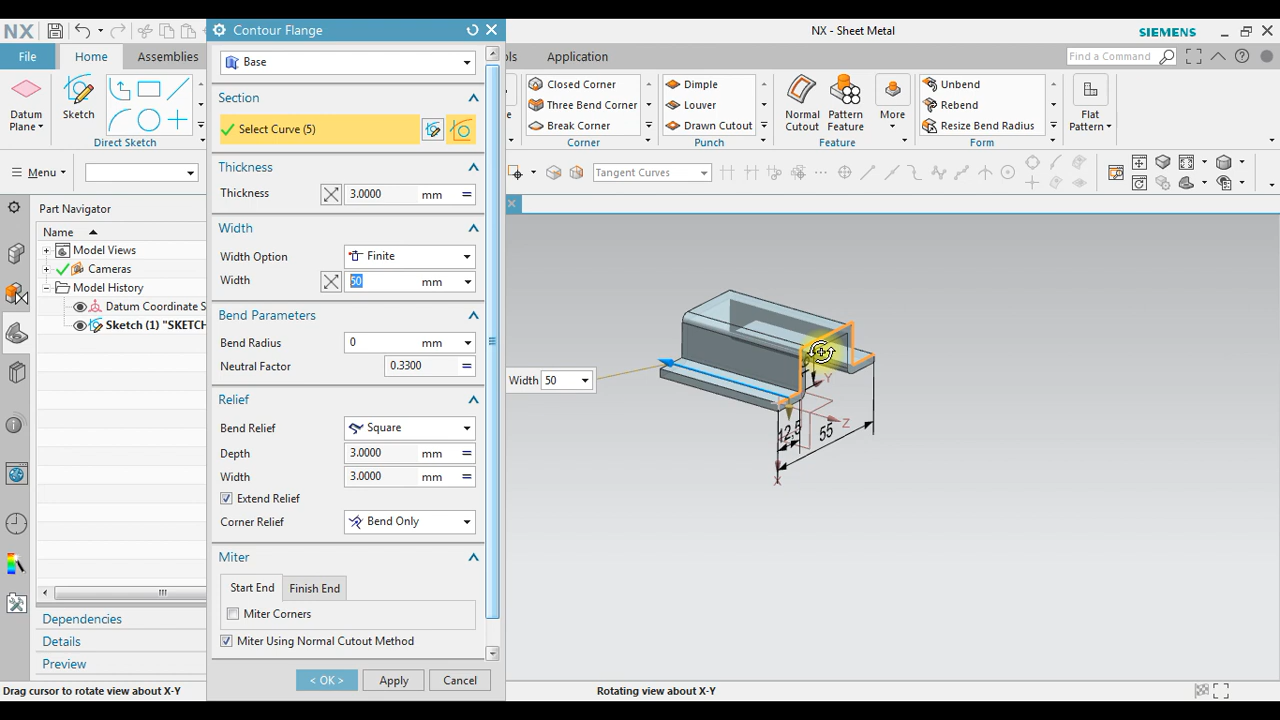 NX
Contour Flange
NX - Sheet Metal
SIEMENS
File
Home
Assemblies
ls
Application
Find a Command
Datum
Plane
Sketch
Direct Sketch
Base
Section
Select Curve (5)
Thickness
Thickness
3.0000
mm
Width
Width Option
Finite
Width
50
mm
Bend Parameters
Bend Radius
0
mm
Neutral Factor
0.3300
Relief
Bend Relief
Square
Depth
3.0000
mm
Width
3.0000
mm
Extend Relief
Corner Relief
Bend Only
Miter
Start End
Finish End
Miter Corners
Miter Using Normal Cutout Method
< OK >
Apply
Cancel
Closed Corner
Three Bend Corner
Break Corner
Corner
Dimple
Louver
Drawn Cutout
Punch
Normal
Cutout
Pattern
Feature
More
Feature
Unbend
Rebend
Resize Bend Radius
Form
Flat
Pattern
Menu
Tangent Curves
Part Navigator
Name
Model Views
Cameras
Model History
Datum Coordinate S
Sketch (1) "SKETCH
Dependencies
Details
Preview
Width
50
Y
Z
X
12,5
55
Drag cursor to rotate view about X-Y
Rotating view about X-Y